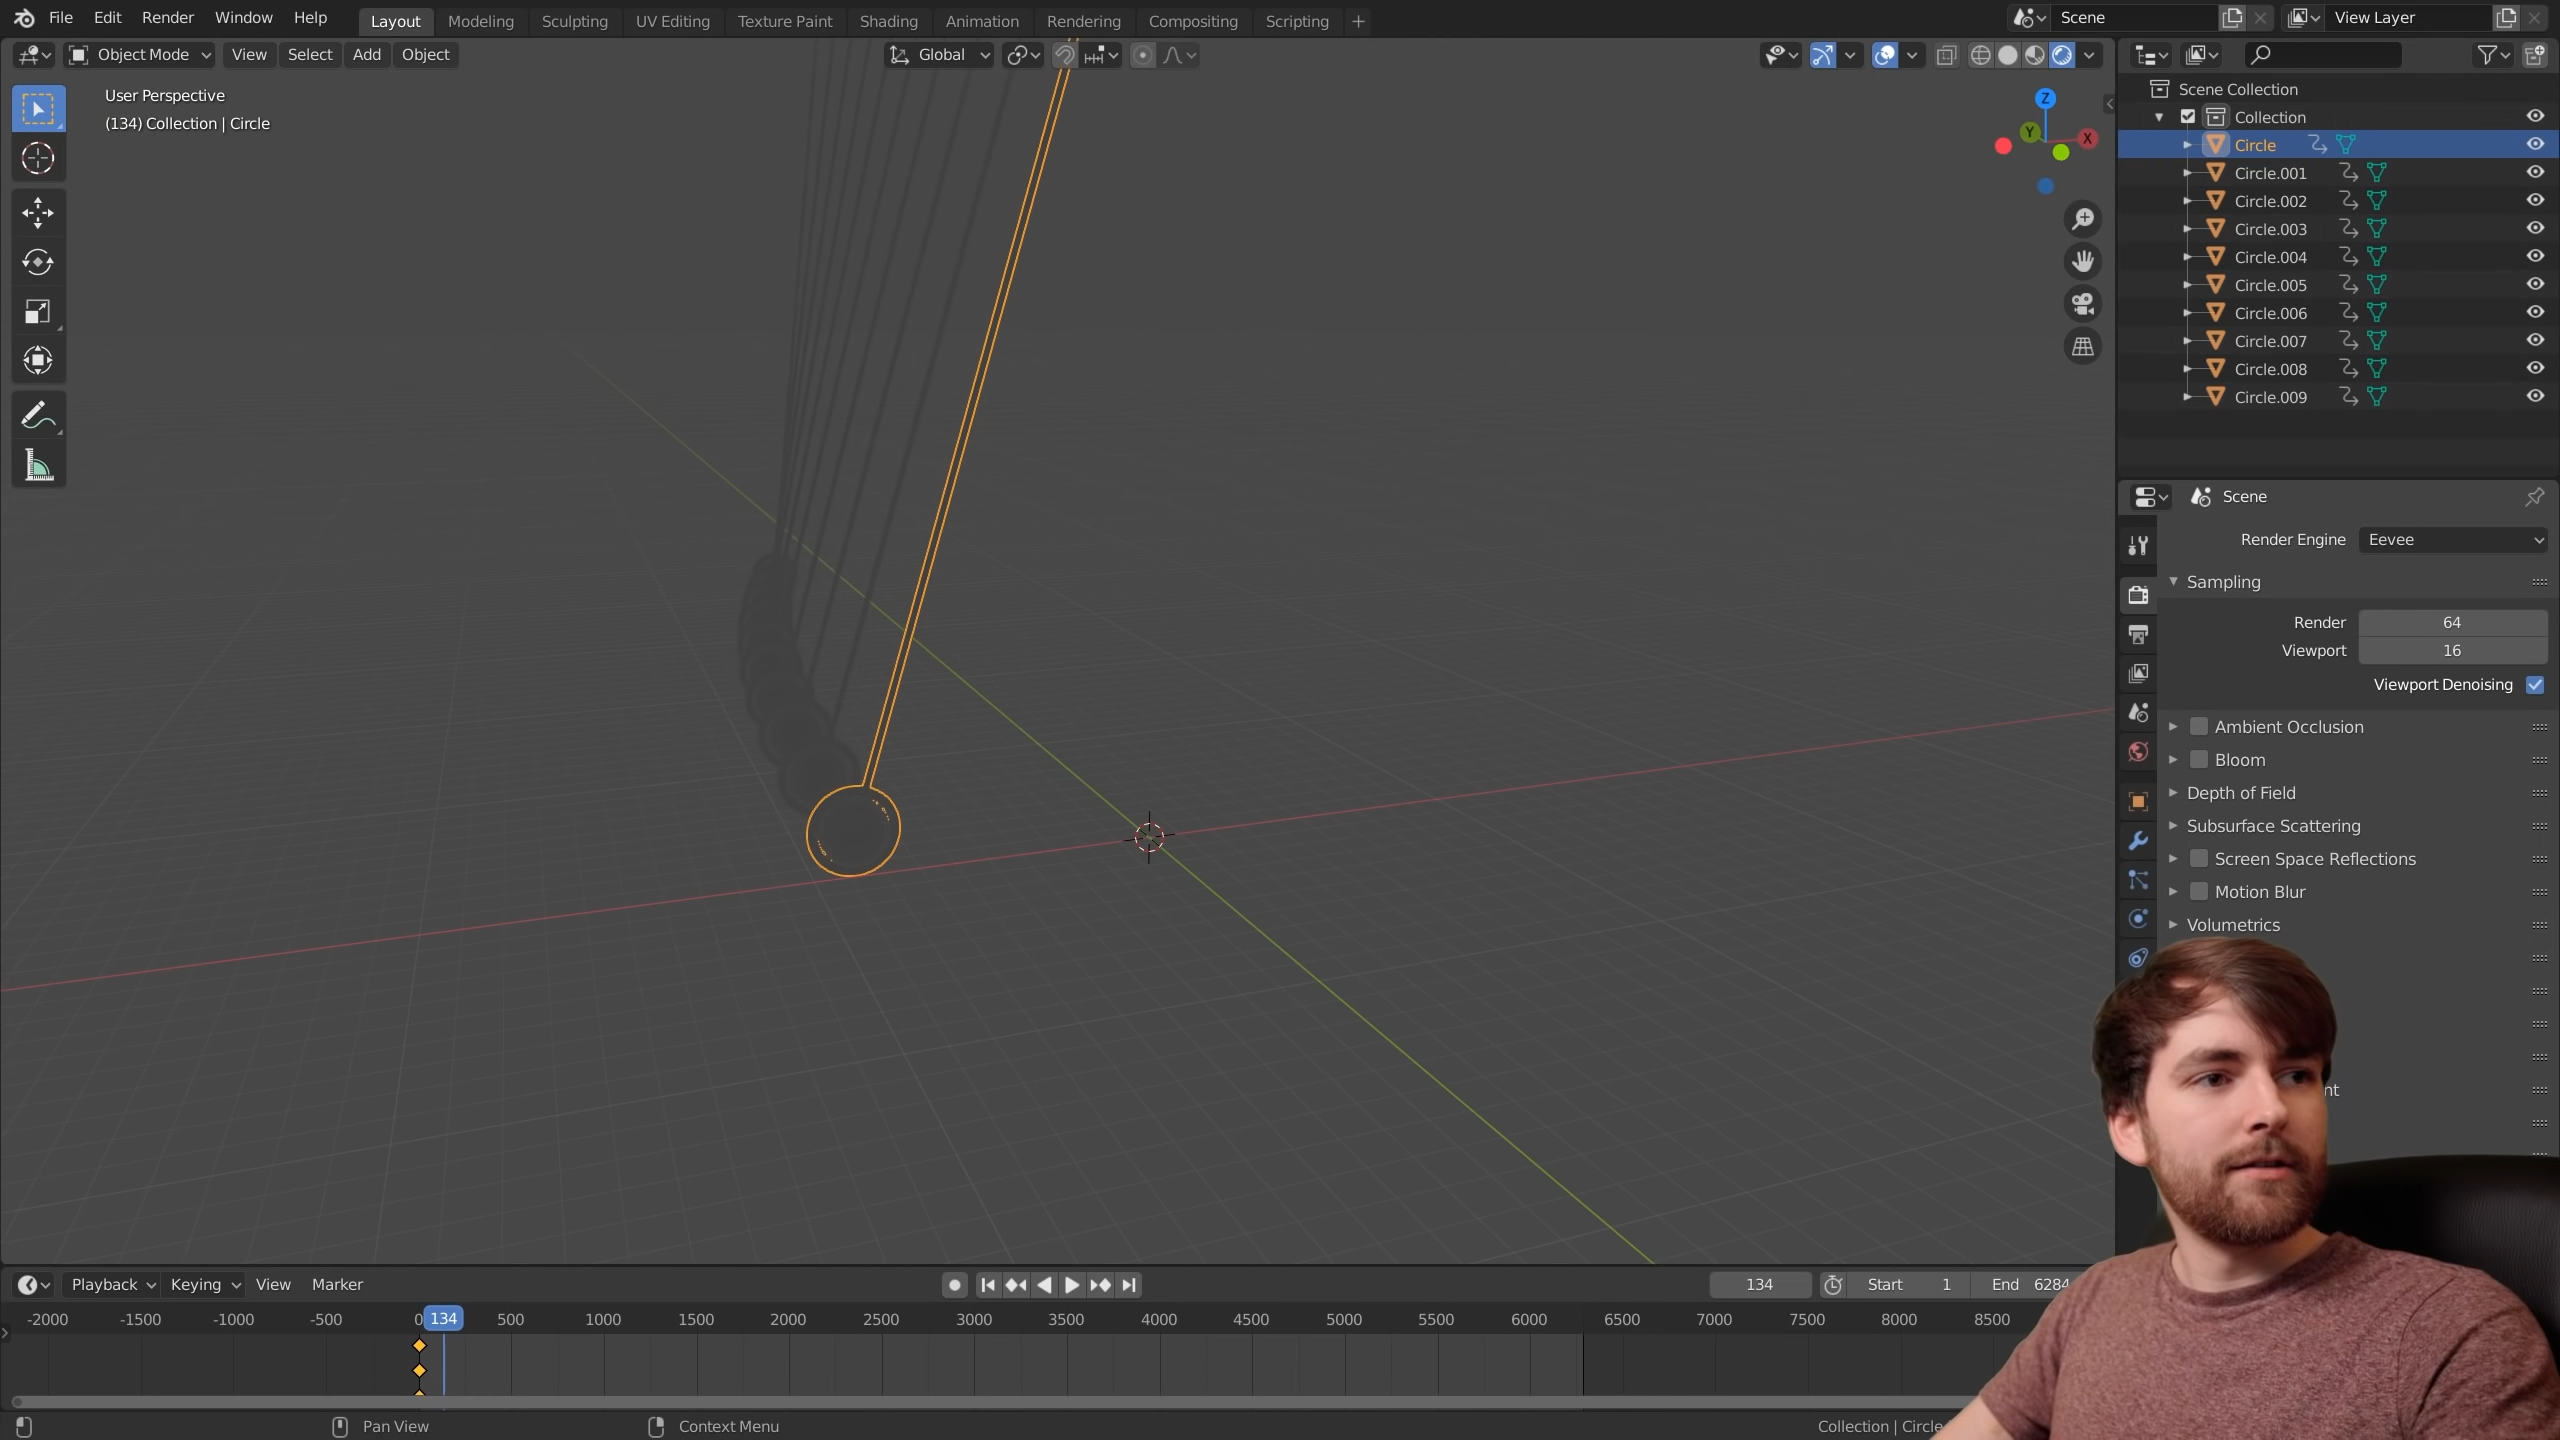 File Edit Render Window Help Layout Modeling Sculpting UV Editing Texture Paint Shading Animation Rendering Compositing Scripting + Scene View Layer
Object Mode View Select Add Object Global
User Perspective
(134) Collection | Circle
Z
Y
X
Scene Collection
Collection
Circle
Circle.001
Circle.002
Circle.003
Circle.004
Circle.005
Circle.006
Circle.007
Circle.008
Circle.009
Scene
Render Engine Eevee
Sampling
Render 64
Viewport 16
Viewport Denoising
Ambient Occlusion
Bloom
Depth of Field
Subsurface Scattering
Screen Space Reflections
Motion Blur
Volumetrics
nt
Playback Keying View Marker 134 Start 1 End 6284
-2000 -1500 -1000 -500 0 134 500 1000 1500 2000 2500 3000 3500 4000 4500 5000 5500 6000 6500 7000 7500 8000 8500
Pan View Context Menu Collection | Circle